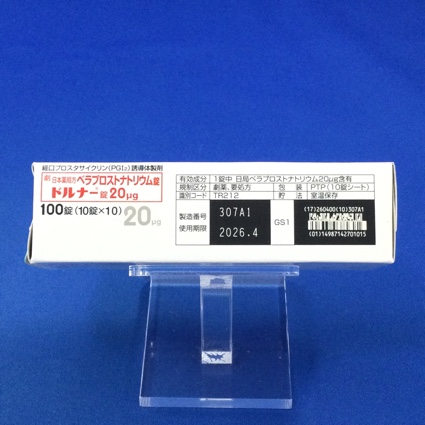 経口プロスタサイクリン(PGI₂)誘導体製剤
劇 日本薬局方 ベラプロストナトリウム錠
ドルナー錠20μg
100錠(10錠×10) 20μg
有効成分 1錠中 日局ベラプロストナトリウム20μg含有
規制区分 劇薬、要処方 包装 PTP(10錠シート)
識別コード TR212 貯法 室温保存
製造番号 307A1
使用期限 2026.4
GS1
(17)260400(10)307A1
(01)14987142701015